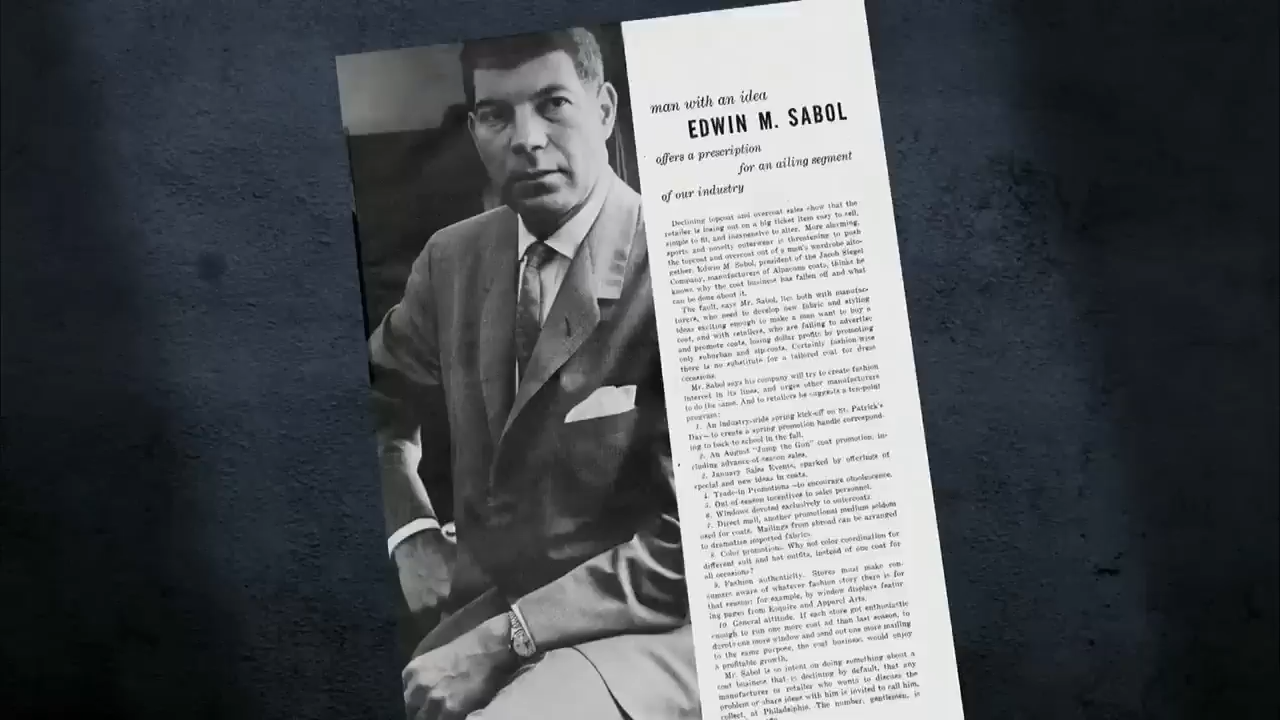 man with an idea
EDWIN M. SABOL
offers a prescription
for an ailing segment
of our industry
Declining topcoat and overcoat sales show that the
retailer is losing out on a big ticket item easy to sell,
simple to fit, and inexpensive to alter. More alarming,
sports and novelty outerwear is threatening to push
the topcoat and overcoat out of a man's wardrobe alto-
gether. Edwin M. Sabol, president of the Jacob Siegel
Company, manufacturers of Alpacuna coats, thinks he
knows why the coat business has fallen off and what
can be done about it.
The fault, says Mr. Sabol, lies both with manufac-
turers, who need to develop new fabric and styling
ideas exciting enough to make a man want to buy a
coat, and with retailers, who are failing to advertise
and promote coats, losing dollar profits by promoting
only suburban and zip-coats. Certainly fashion-wise
there is no substitute for a tailored coat for dress
occasions.
Mr. Sabol says his company will try to create fashion
interest in its lines, and urges other manufacturers
to do the same. And to retailers he suggests a ten-point
program:
1. An industry-wide spring kick-off on St. Patrick's
Day—to create a spring promotion handle correspond-
ing to back-to-school in the fall.
2. An August "Jump the Gun" coat promotion, in-
cluding advance-of-season sales.
3. January Sales Events, sparked by offerings of
special and new ideas in coats.
4. Trade-in Promotions—to encourage obsolescence.
5. Out-of-season incentives to sales personnel.
6. Windows devoted exclusively to outercoats.
7. Direct mail, another promotional medium seldom
used for coats. Mailings from abroad can be arranged
to dramatize imported fabrics.
8. Color promotions. Why not color coordination for
different suit and hat outfits, instead of one coat for
all occasions?
9. Fashion authenticity. Stores must make con-
sumers aware of whatever fashion story there is for
that season: for example, by window displays featur-
ing pages from Esquire and Apparel Arts.
10. General attitude. If each store got enthusiastic
enough to run one more coat ad than last season, to
devote one more window and send out one more mailing
to the same purpose, the coat business would enjoy
a profitable growth.
Mr. Sabol is so intent on doing something about a
coat business that is declining by default, that any
manufacturer or retailer who wants to discuss the
problem or share ideas with him is invited to call him,
collect, at Philadelphia. The number, gentlemen, is